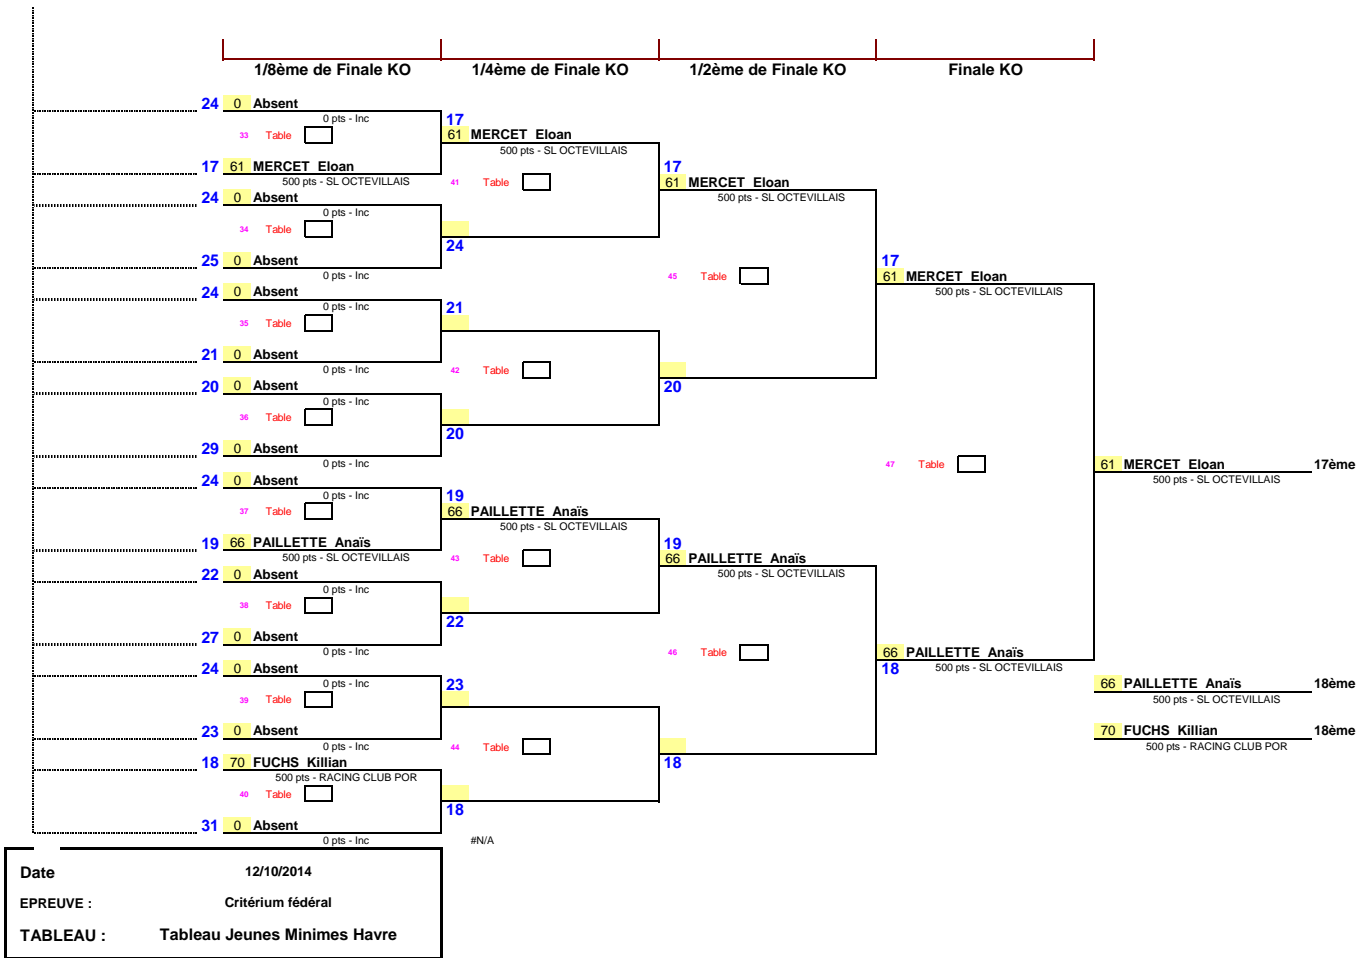 1/8ème de Finale KO 1/4ème de Finale KO 1/2ème de Finale KO Finale KO
24 0 Absent
0 pts - Inc
17
33 Table
61 MERCET Eloan
500 pts - SL OCTEVILLAIS
17 61 MERCET Eloan
17
500 pts - SL OCTEVILLAIS
41 Table
61 MERCET Eloan
24 0 Absent
500 pts - SL OCTEVILLAIS
0 pts - Inc
34 Table
24
25 0 Absent
17
0 pts - Inc
45 Table
61 MERCET Eloan
24 0 Absent
500 pts - SL OCTEVILLAIS
0 pts - Inc
21
35 Table
21 0 Absent
0 pts - Inc
42 Table
20 0 Absent
20
0 pts - Inc
36 Table
20
29 0 Absent
0 pts - Inc
47 Table
61 MERCET Eloan 17ème
500 pts - SL OCTEVILLAIS
24 0 Absent
0 pts - Inc
19
37 Table
66 PAILLETTE Anaïs
500 pts - SL OCTEVILLAIS
19 66 PAILLETTE Anaïs
19
500 pts - SL OCTEVILLAIS
43 Table
66 PAILLETTE Anaïs
22 0 Absent
500 pts - SL OCTEVILLAIS
0 pts - Inc
38 Table
22
27 0 Absent
0 pts - Inc
46 Table
66 PAILLETTE Anaïs
24 0 Absent
18
500 pts - SL OCTEVILLAIS
0 pts - Inc
23
66 PAILLETTE Anaïs 18ème
39 Table
500 pts - SL OCTEVILLAIS
23 0 Absent
70 FUCHS Killian 18ème
0 pts - Inc
44 Table
500 pts - RACING CLUB POR
18 70 FUCHS Killian
18
500 pts - RACING CLUB POR
40 Table
18
31 0 Absent
0 pts - Inc
#N/A
Date 12/10/2014
EPREUVE : Critérium fédéral
TABLEAU : Tableau Jeunes Minimes Havre